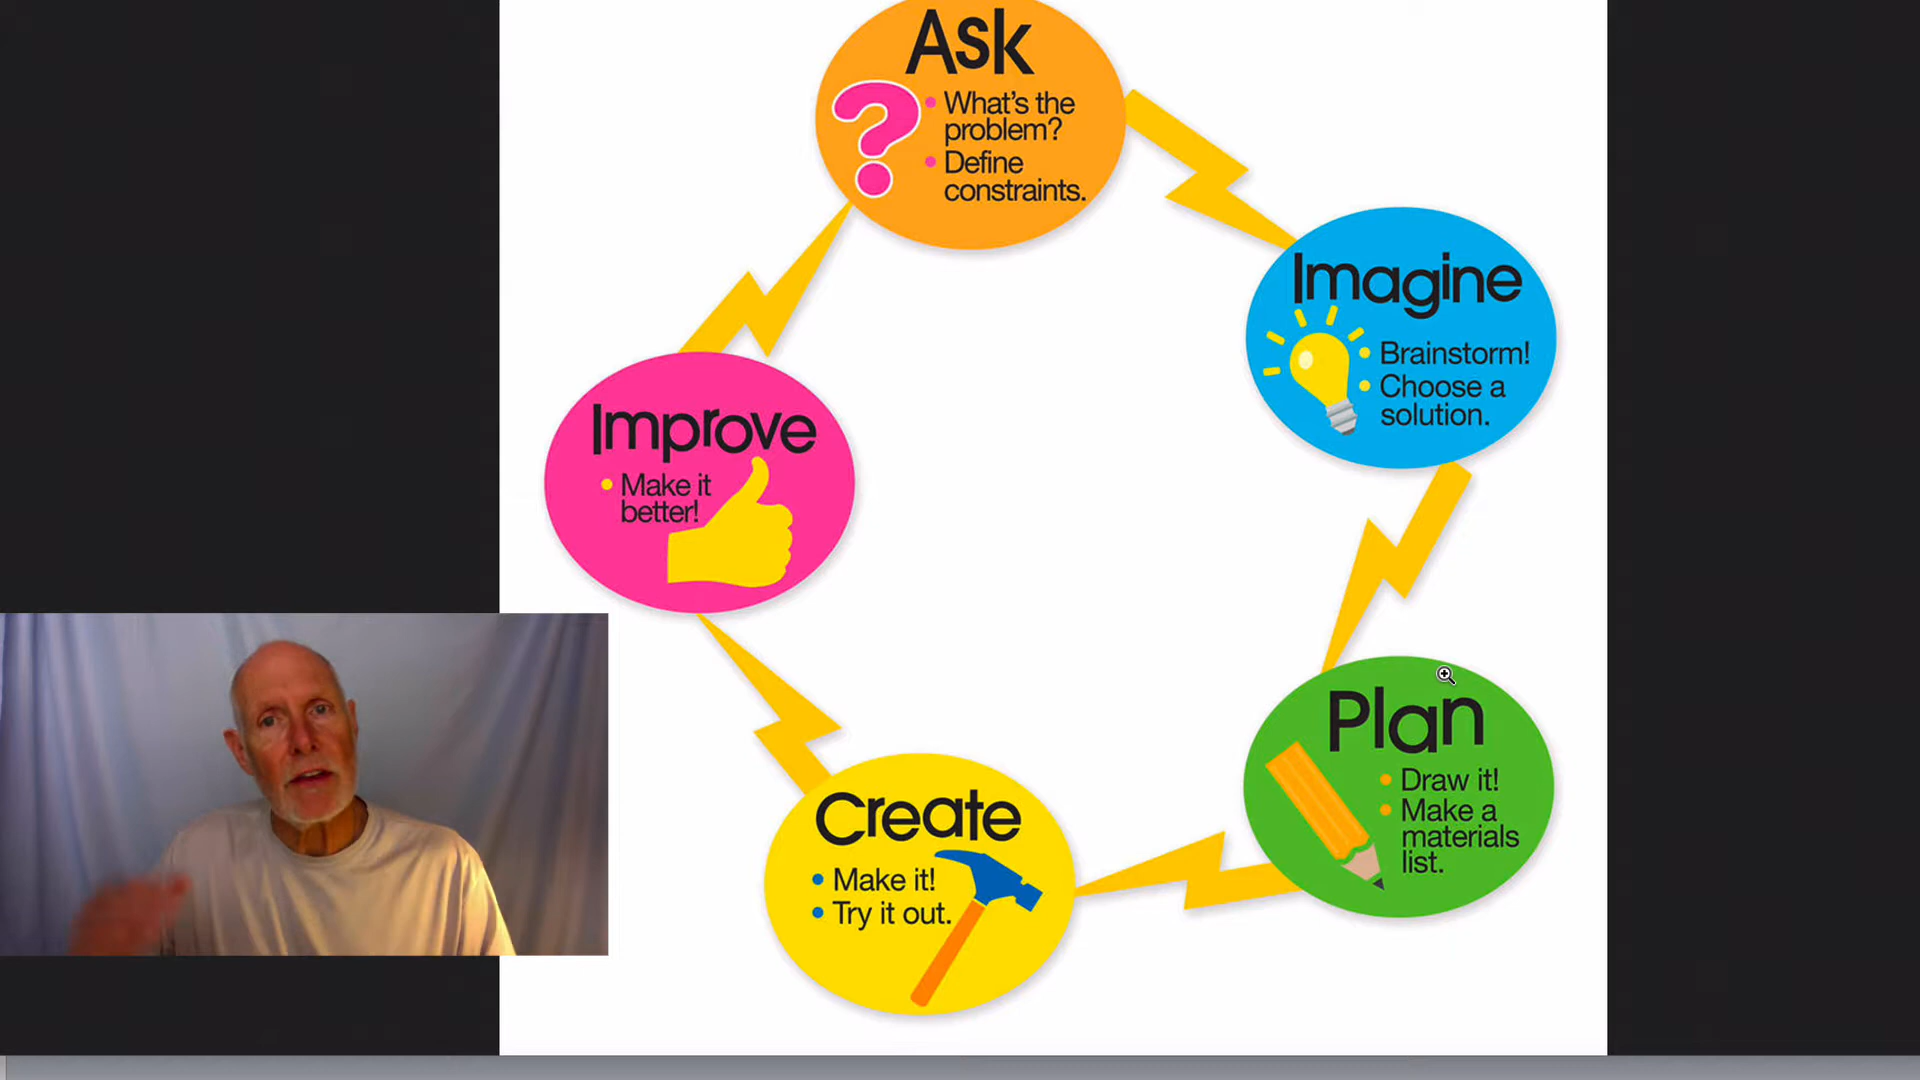 Ask
What's the
problem?
Define
constraints.
Imagine
Brainstorm!
Choose a
solution.
Plan
Draw it!
Make a
materials
list.
Create
Make it!
Try it out.
Improve
Make it
better!